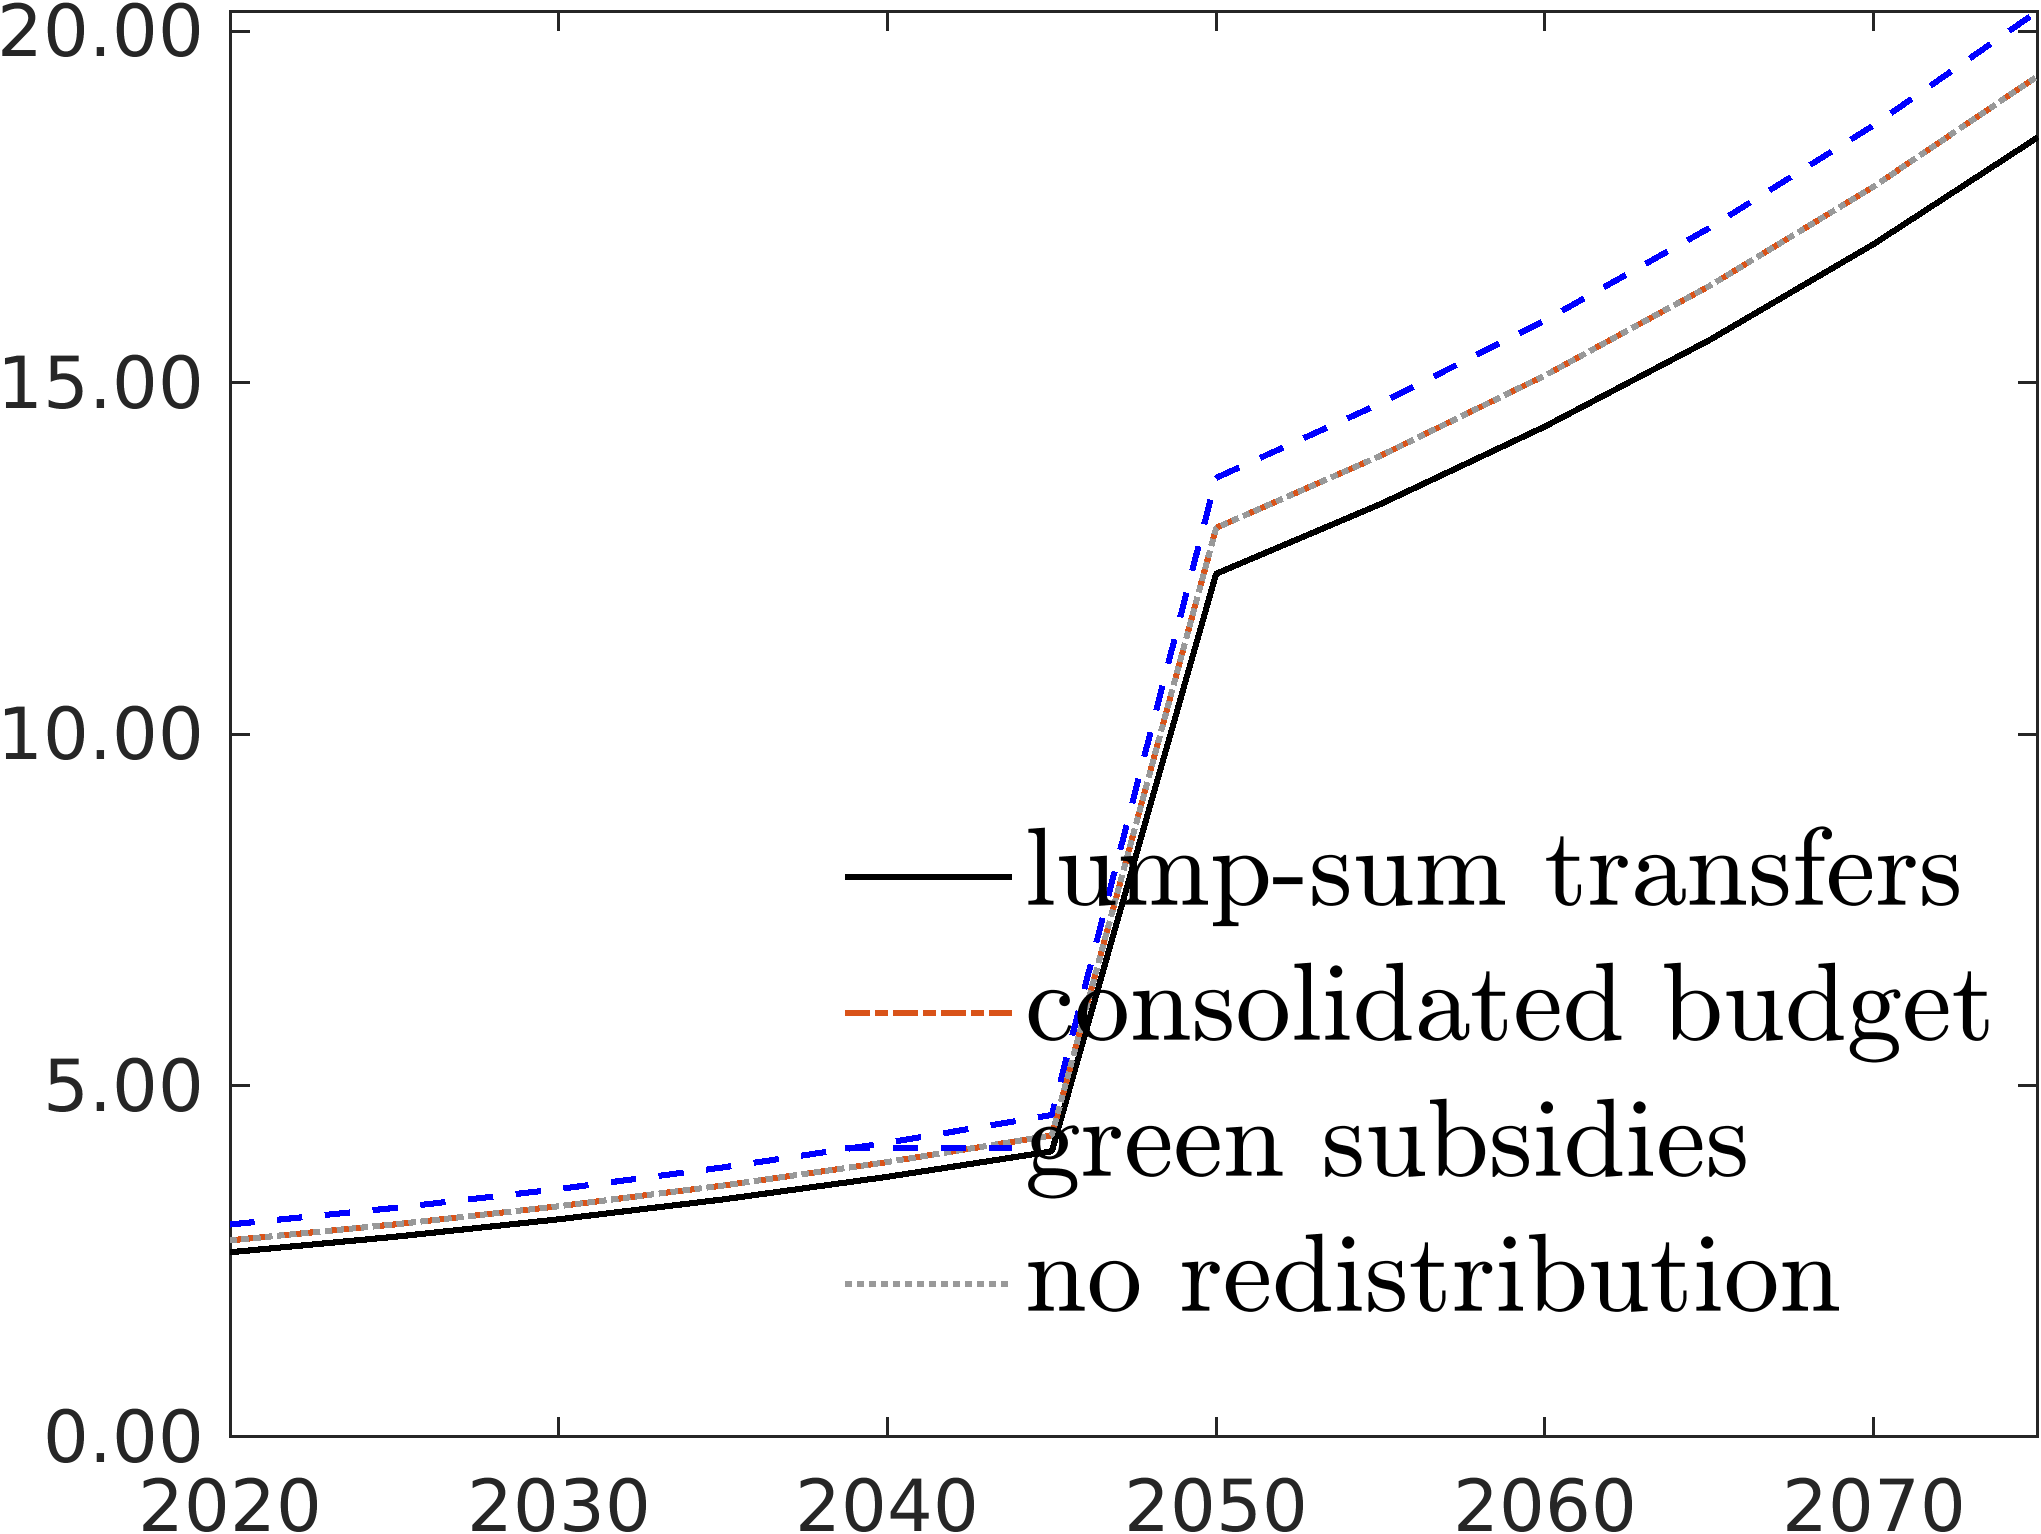 20.00
15.00
10.00
5.00
0.00
lump-sum transfers
consolidated budget
green subsidies
no redistribution
2020 2030 2040 2050 2060 2070